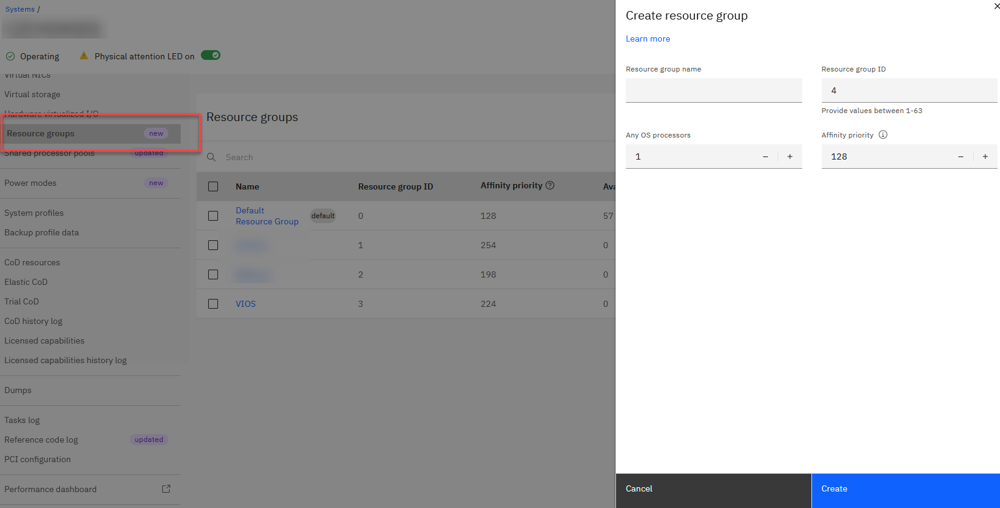 Systems /
Operating
Physical attention LED on
Virtual NICs
Virtual storage
Hardware virtualized I/O
Resource groups new
Shared processor pools updated
Power modes new
System profiles
Backup profile data
CoD resources
Elastic CoD
Trial CoD
CoD history log
Licensed capabilities
Licensed capabilities history log
Dumps
Tasks log
Reference code log updated
PCI configuration
Performance dashboard
Resource groups
Search
Name Resource group ID Affinity priority Ava
Default
Resource Group default 0 128 57
1 254 0
2 198 0
VIOS 3 224 0
Create resource group
Learn more
Resource group name
Resource group ID
4
Provide values between 1-63
Any OS processors
1
Affinity priority
128
Cancel
Create